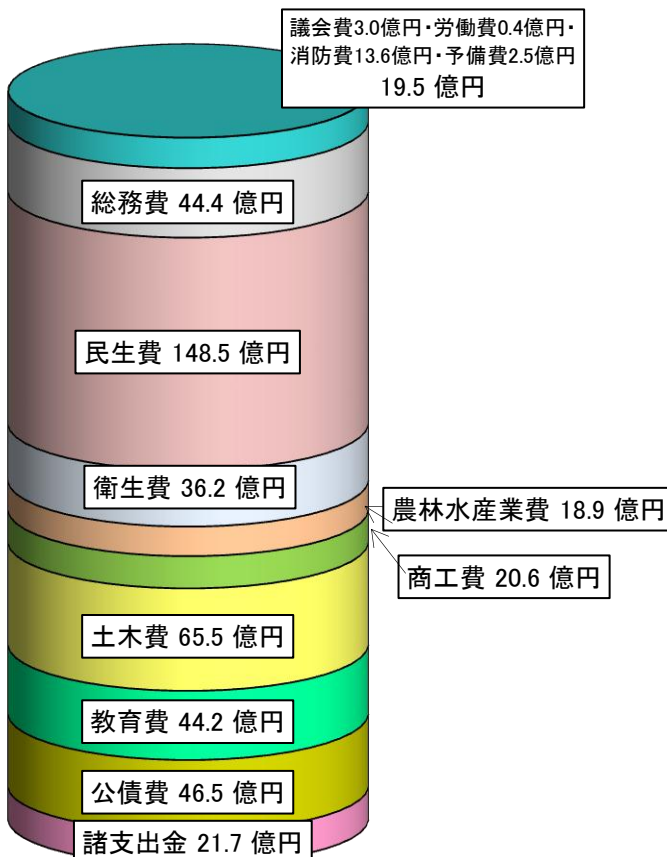 議会費3.0億円・労働費0.4億円・
消防費13.6億円・予備費2.5億円
19.5 億円
総務費 44.4 億円
民生費 148.5 億円
衛生費 36.2 億円
農林水産業費 18.9 億円
商工費 20.6 億円
土木費 65.5 億円
教育費 44.2 億円
公債費 46.5 億円
諸支出金 21.7 億円